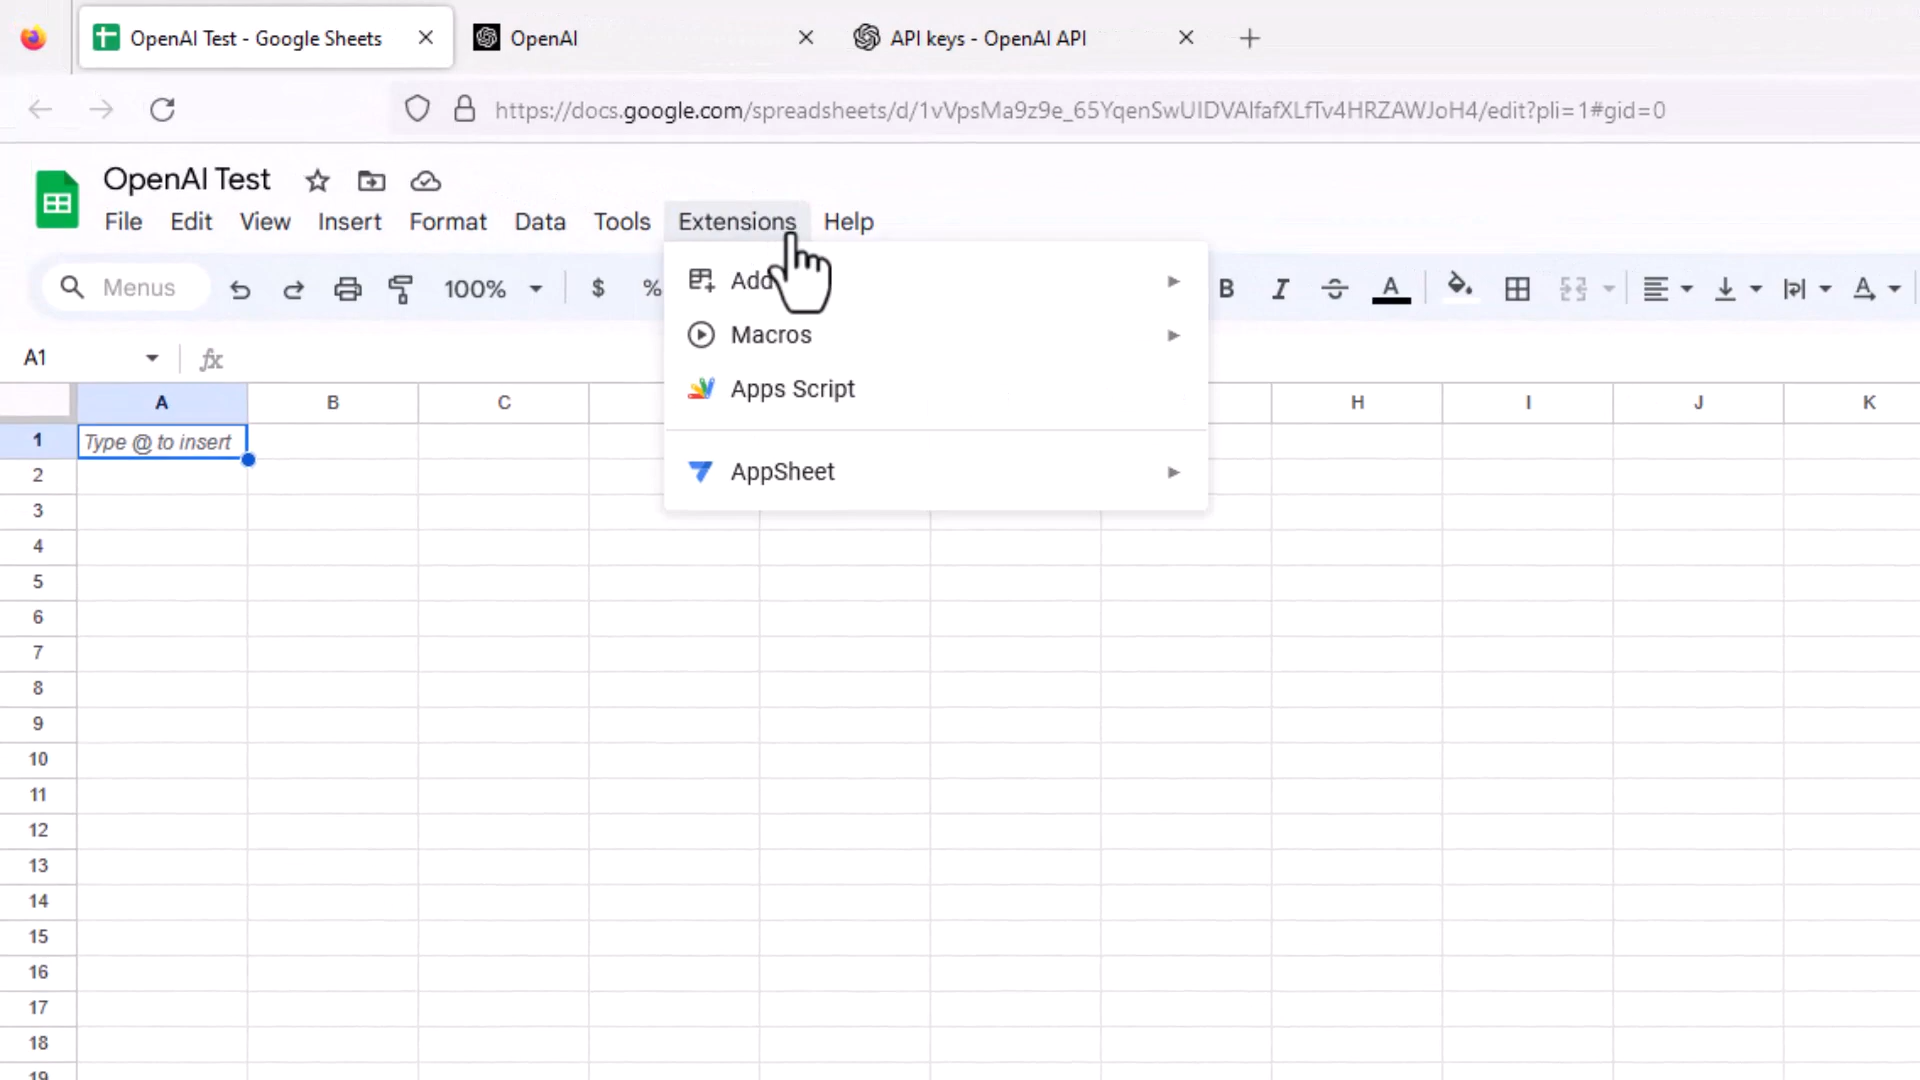 OpenAI Test - Google Sheets
OpenAI
API keys - OpenAI API
https://docs.google.com/spreadsheets/d/1vVpsMa9z9e_65YqenSwUIDVAlfafXLfTv4HRZAWJoH4/edit?pli=1#gid=0
OpenAI Test
File Edit View Insert Format Data Tools Extensions Help
Menus 100% $ % B I S A A
Add
Macros
Apps Script
AppSheet
A1 fx
A B C H I J K
1 Type @ to insert
2
3
4
5
6
7
8
9
10
11
12
13
14
15
16
17
18
19